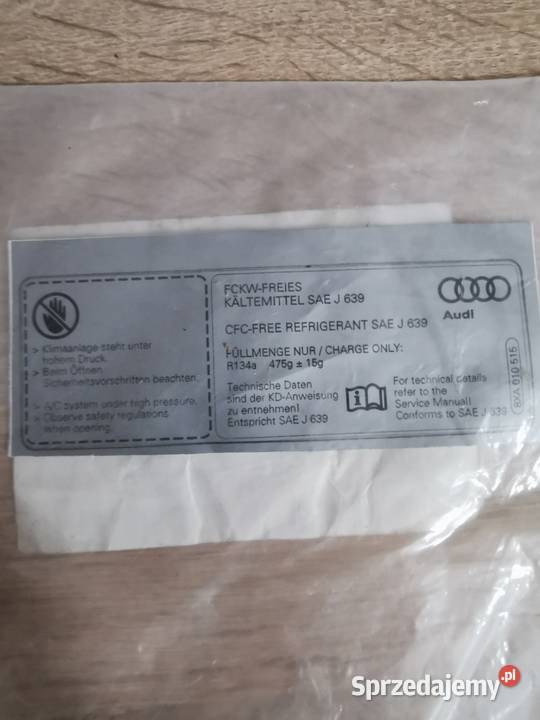 FCKW-FREIES
KÄLTEMITTEL SAE J 639
CFC-FREE REFRIGERANT SAE J 639
FÜLLMENGE NUR / CHARGE ONLY:
R134a 475g ± 15g
Technische Daten
sind der KD-Anweisung
zu entnehmen!
Entspricht SAE J 639
For technical details
refer to the
Service Manual!
Conforms to SAE J 639
Audi
8XA 010 515
> Klimaanlage steht unter
hohem Druck.
> Beim Öffnen
Sicherheitsvorschriften beachten.
> A/C system under high pressure.
> Observe safety regulations
when opening.
Sprzedajemy.pl